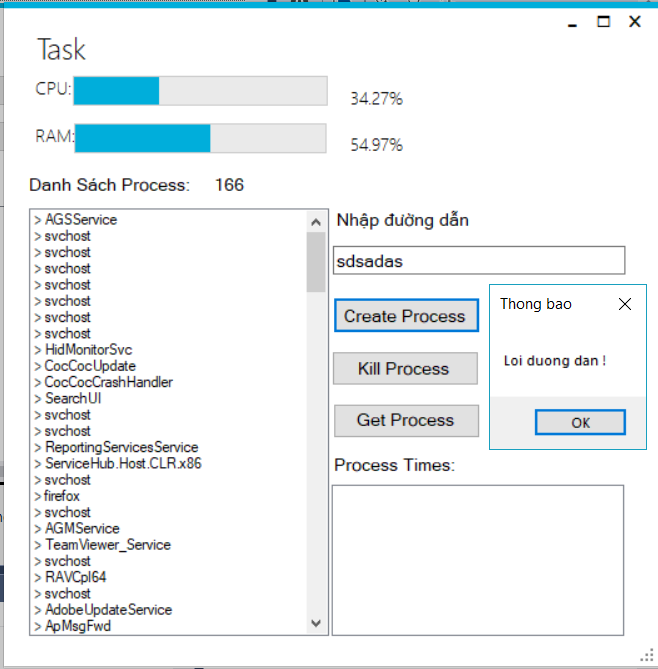 Task
CPU:
34.27%
RAM:
54.97%
Danh Sách Process: 166
> AGSService
> svchost
> svchost
> svchost
> svchost
> svchost
> svchost
> svchost
> HidMonitorSvc
> CocCocUpdate
> CocCocCrashHandler
> SearchUI
> svchost
> svchost
> ReportingServicesService
> ServiceHub.Host.CLR.x86
> svchost
> firefox
> svchost
> AGMService
> TeamViewer_Service
> svchost
> RAVCpl64
> svchost
> AdobeUpdateService
> ApMsgFwd
Nhập đường dẫn
sdsadas
Create Process
Kill Process
Get Process
Process Times:
Thong bao
Loi duong dan !
OK